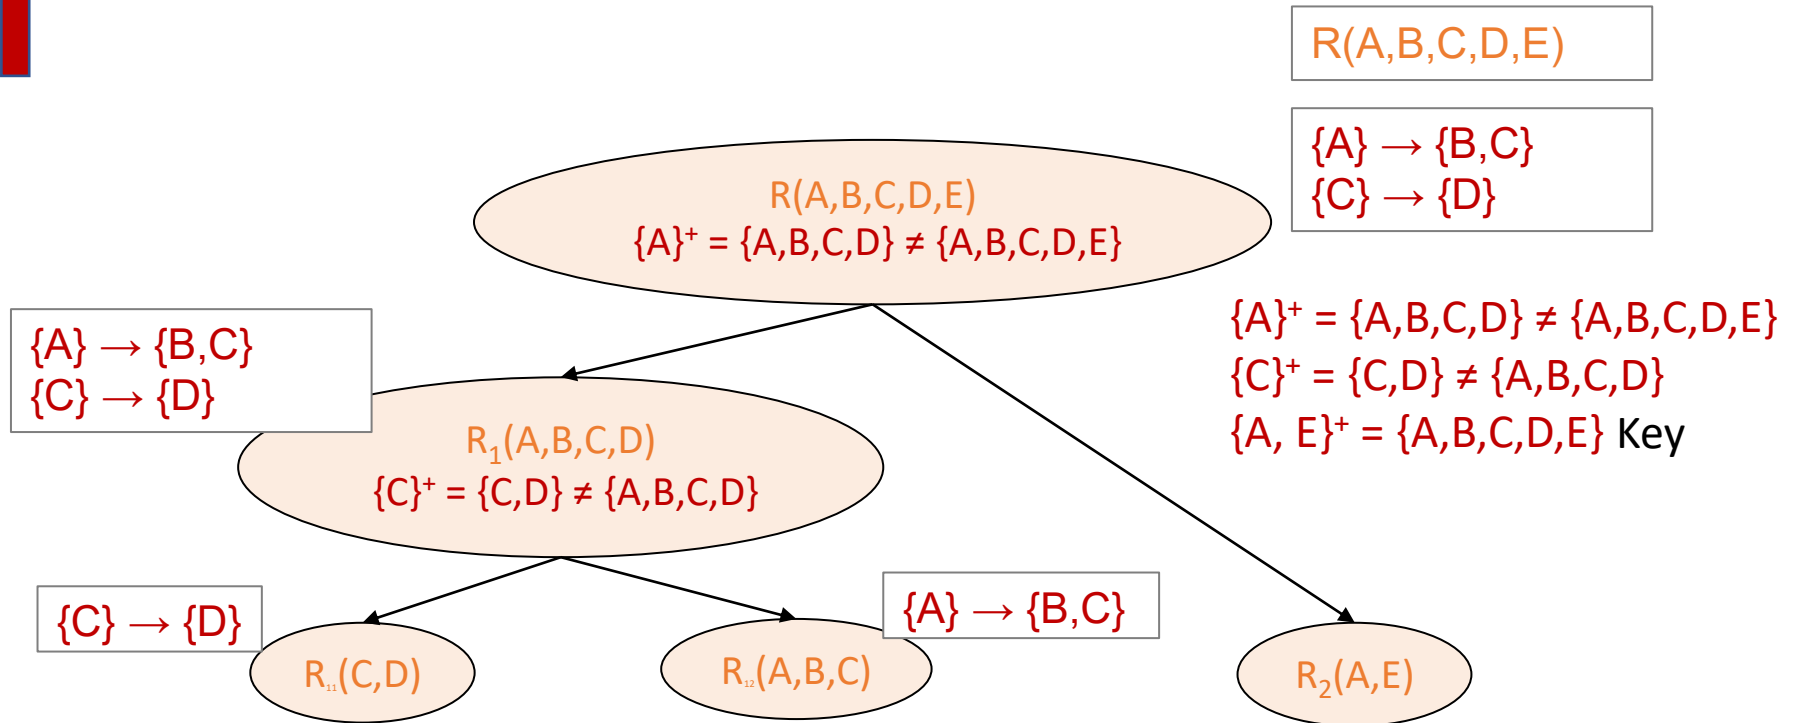 R(A,B,C,D,E)
{A} → {B,C}
{C} → {D}
R(A,B,C,D,E)
{A}⁺ = {A,B,C,D} ≠ {A,B,C,D,E}
{A}⁺ = {A,B,C,D} ≠ {A,B,C,D,E}
{C}⁺ = {C,D} ≠ {A,B,C,D}
{A, E}⁺ = {A,B,C,D,E} Key
{A} → {B,C}
{C} → {D}
R₁(A,B,C,D)
{C}⁺ = {C,D} ≠ {A,B,C,D}
{C} → {D}
{A} → {B,C}
R₁₁(C,D)
R₁₂(A,B,C)
R₂(A,E)